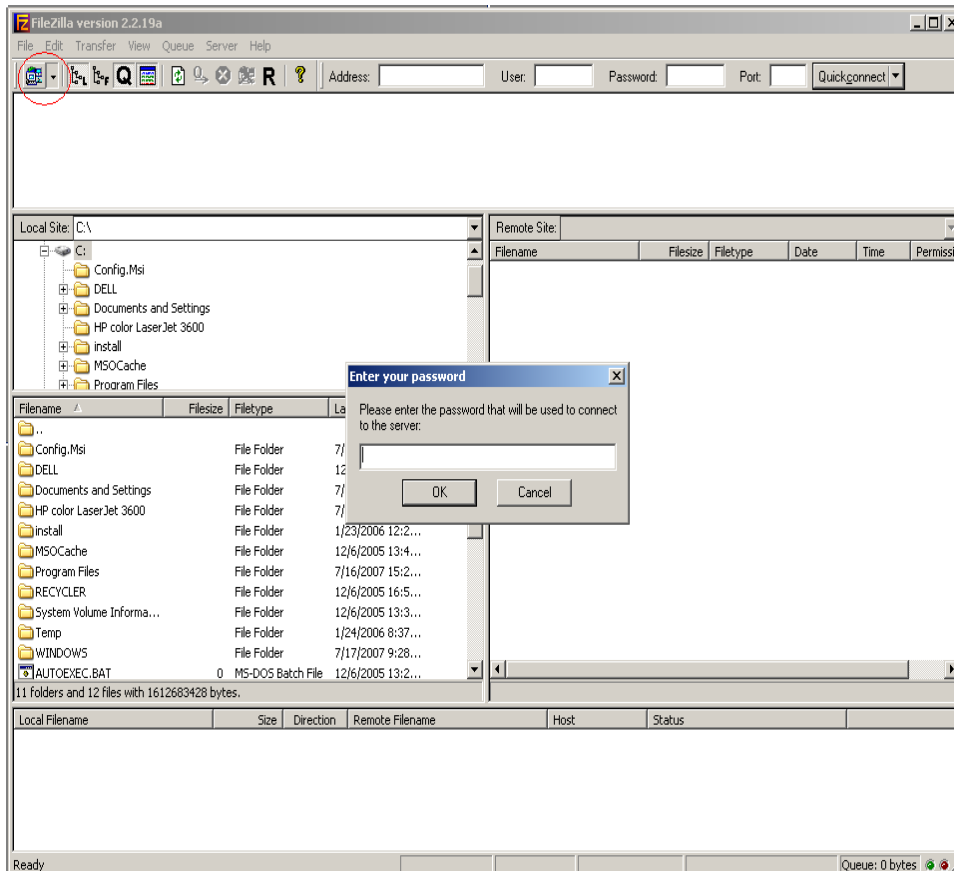 FileZilla version 2.2.19a
File Edit Transfer View Queue Server Help
Address: User: Password: Port: Quickconnect
Local Site: C:\
Remote Site:
C:
Config.Msi
DELL
Documents and Settings
HP color LaserJet 3600
install
MSOCache
Program Files
Filename Filesize Filetype Date Time Permissi
Enter your password
Please enter the password that will be used to connect
to the server:
OK Cancel
Filename Filesize Filetype La
..
Config.Msi File Folder 7/
DELL File Folder 12
Documents and Settings File Folder 7/
HP color LaserJet 3600 File Folder 7/
install File Folder 1/23/2006 12:2...
MSOCache File Folder 12/6/2005 13:4...
Program Files File Folder 7/16/2007 15:2...
RECYCLER File Folder 12/6/2005 16:5...
System Volume Informa... File Folder 12/6/2005 13:3...
Temp File Folder 1/24/2006 8:37...
WINDOWS File Folder 7/17/2007 9:28...
AUTOEXEC.BAT 0 MS-DOS Batch File 12/6/2005 13:2...
11 folders and 12 files with 1612683428 bytes.
Local Filename Size Direction Remote Filename Host Status
Ready Queue: 0 bytes